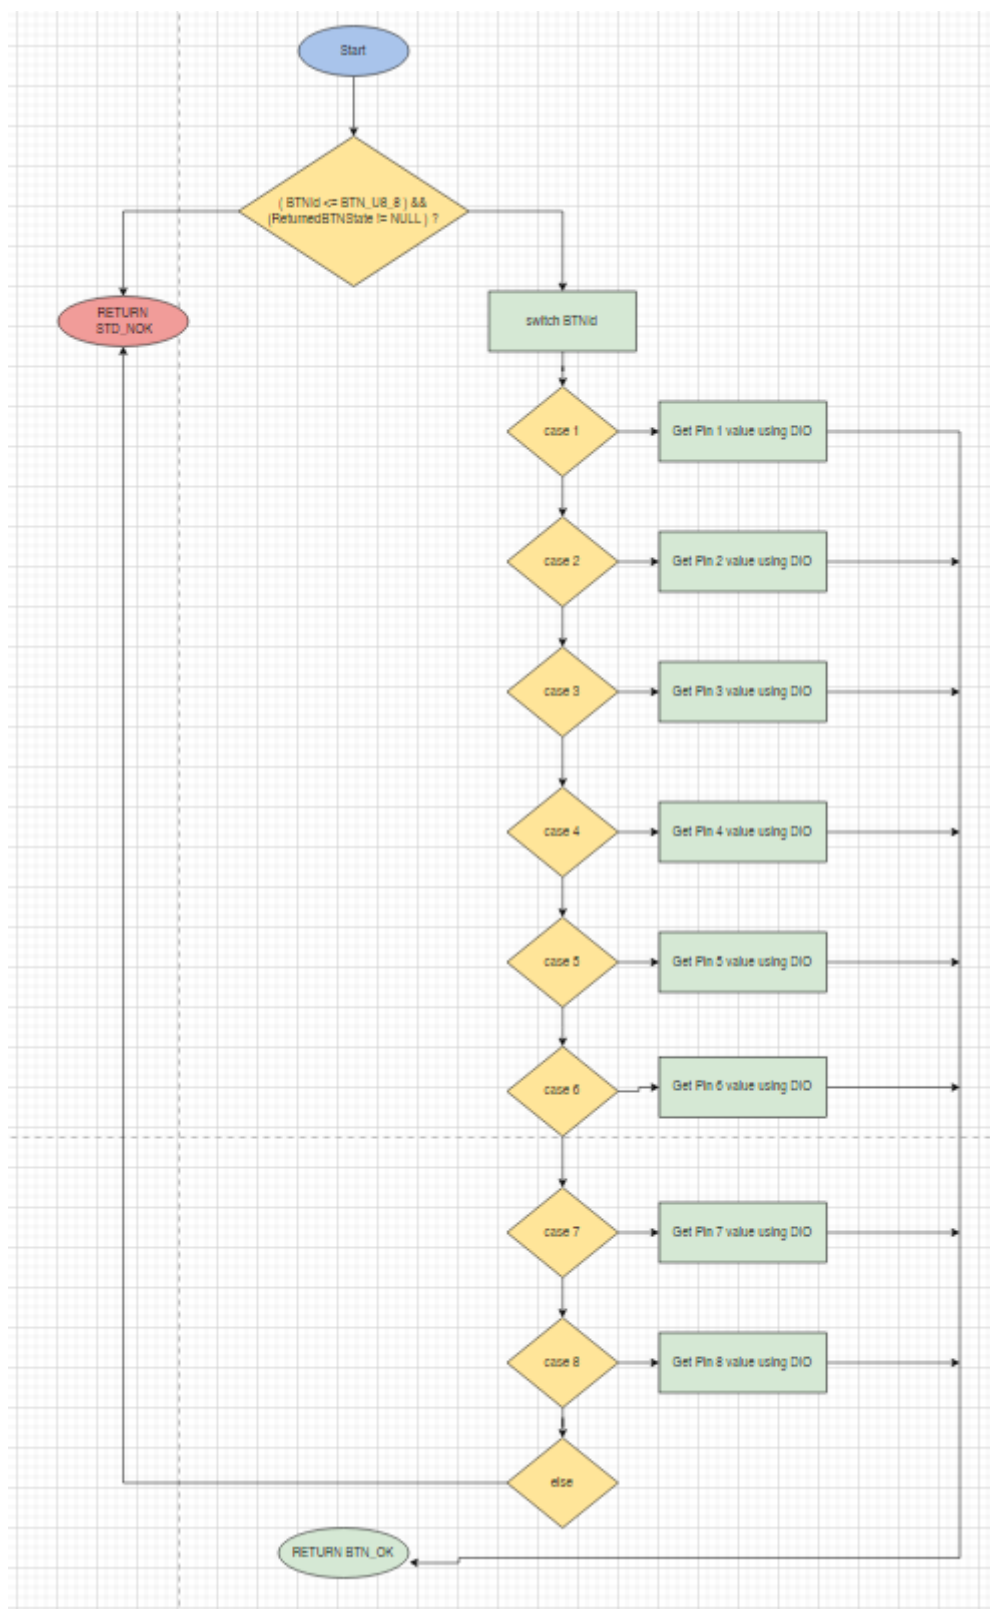 Start
( BTNId <= BTN_U8_8 ) &&
(ReturnedBTNState != NULL ) ?
RETURN
STD_NOK
switch BTNId
case 1
Get Pin 1 value using DIO
case 2
Get Pin 2 value using DIO
case 3
Get Pin 3 value using DIO
case 4
Get Pin 4 value using DIO
case 5
Get Pin 5 value using DIO
case 6
Get Pin 6 value using DIO
case 7
Get Pin 7 value using DIO
case 8
Get Pin 8 value using DIO
else
RETURN BTN_OK